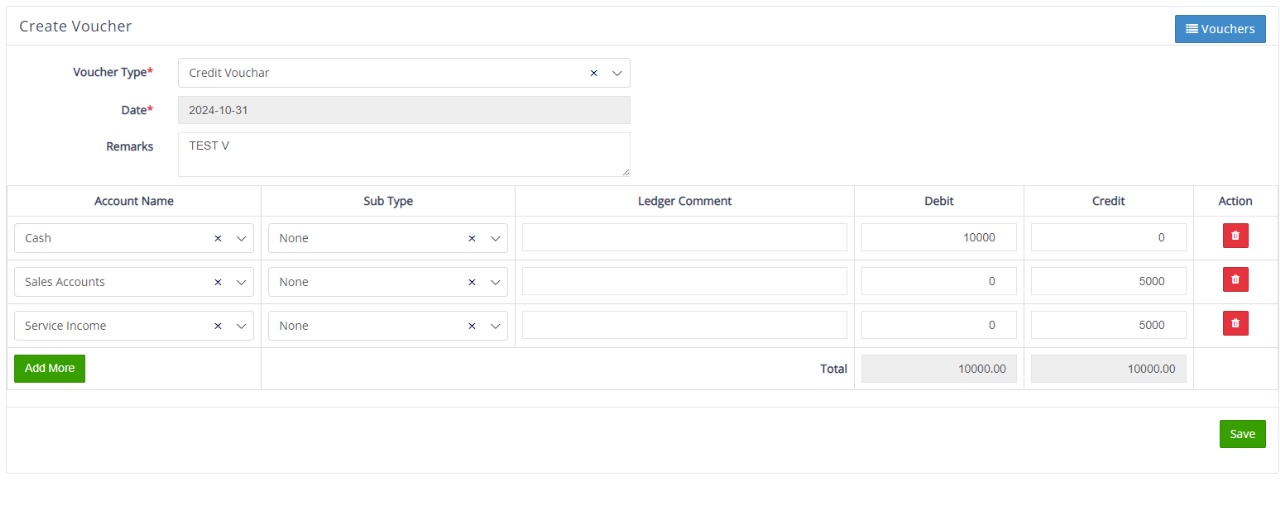 Create Voucher
Vouchers
Voucher Type* Credit Vouchar ×
Date* 2024-10-31
Remarks TEST V
Account Name Sub Type Ledger Comment Debit Credit Action
Cash × None × 10000 0
Sales Accounts × None × 0 5000
Service Income × None × 0 5000
Add More Total 10000.00 10000.00
Save